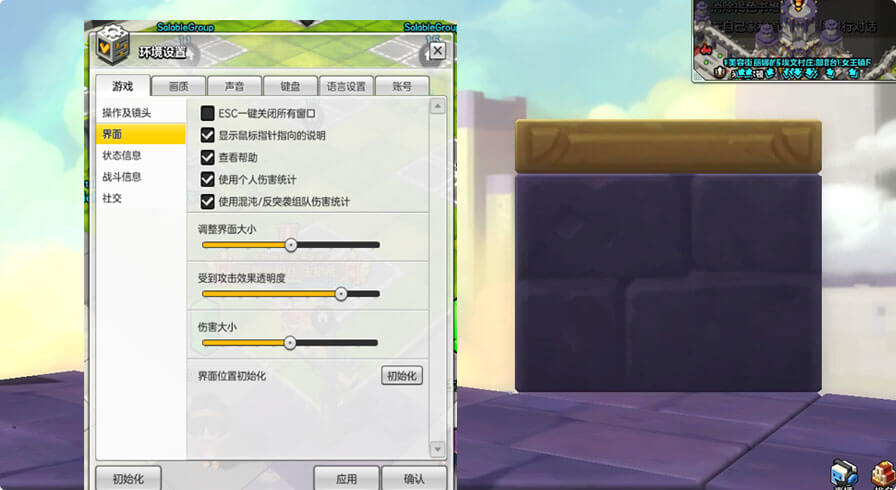 SolableGroup
SolableGroup
环境设置
游戏 画质 声音 键盘 语言设置 账号
操作及镜头
界面
状态信息
战斗信息
社交
ESC一键关闭所有窗口
显示鼠标指针指向的说明
查看帮助
使用个人伤害统计
使用混沌/反突袭组队伤害统计
调整界面大小
受到攻击效果透明度
伤害大小
界面位置初始化 初始化
初始化 应用 确认